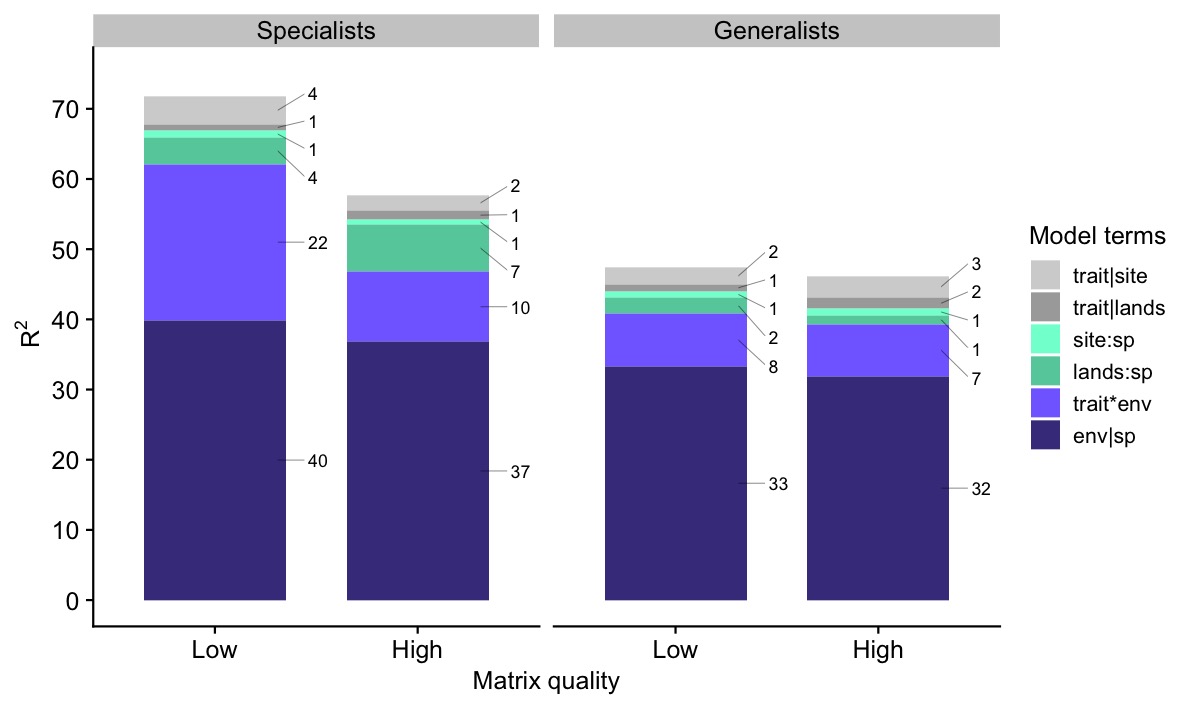 Specialists
Generalists
R²
70
60
50
40
30
20
10
0
4
1
1
4
22
40
2
1
1
7
10
37
2
1
1
2
8
33
3
2
1
1
7
32
Low
High
Low
High
Matrix quality
Model terms
trait|site
trait|lands
site:sp
lands:sp
trait*env
env|sp